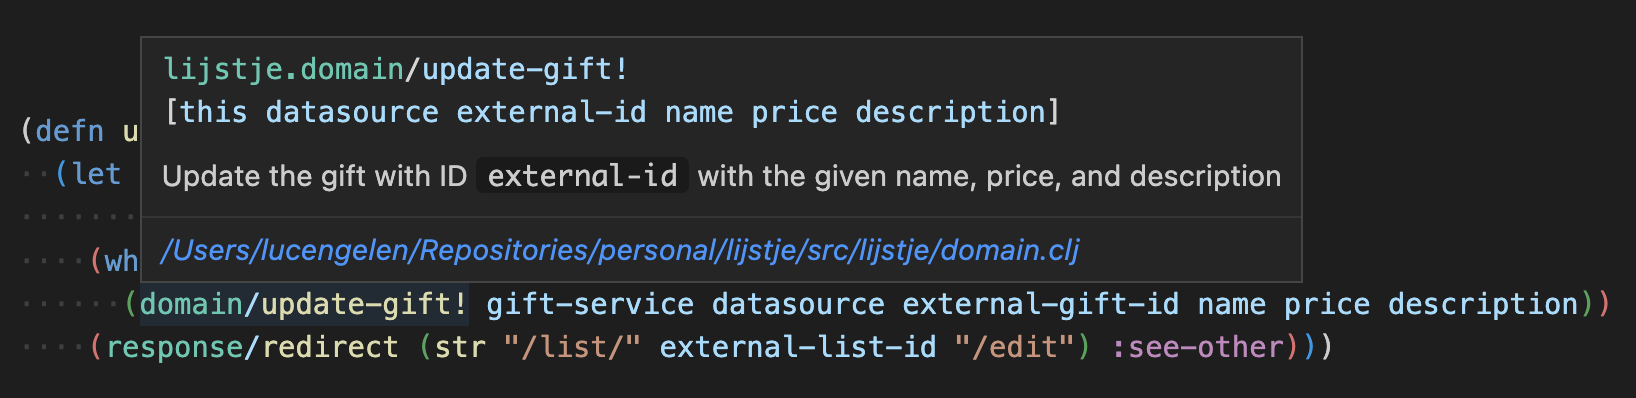 lijstje.domain/update-gift!
[this datasource external-id name price description]
Update the gift with ID external-id with the given name, price, and description
/Users/lucengelen/Repositories/personal/lijstje/src/lijstje/domain.clj
(defn u
(let
(wh
(domain/update-gift! gift-service datasource external-gift-id name price description))
(response/redirect (str "/list/" external-list-id "/edit") :see-other)))